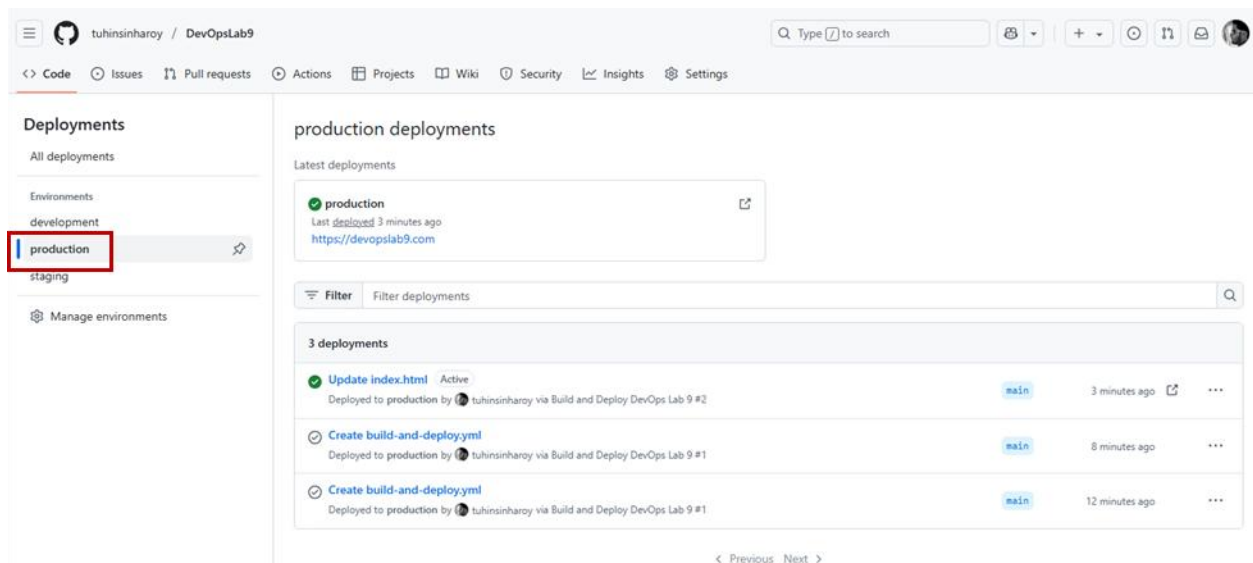 tuhinsinharoy / DevOpsLab9
Type / to search
Code Issues Pull requests Actions Projects Wiki Security Insights Settings
Deployments
All deployments
Environments
development
production
staging
Manage environments
production deployments
Latest deployments
production
Last deployed 3 minutes ago
https://devopslab9.com
Filter Filter deployments
3 deployments
Update index.html Active
Deployed to production by tuhinsinharoy via Build and Deploy DevOps Lab 9 #2
main 3 minutes ago
Create build-and-deploy.yml
Deployed to production by tuhinsinharoy via Build and Deploy DevOps Lab 9 #1
main 8 minutes ago
Create build-and-deploy.yml
Deployed to production by tuhinsinharoy via Build and Deploy DevOps Lab 9 #1
main 12 minutes ago
< Previous Next >